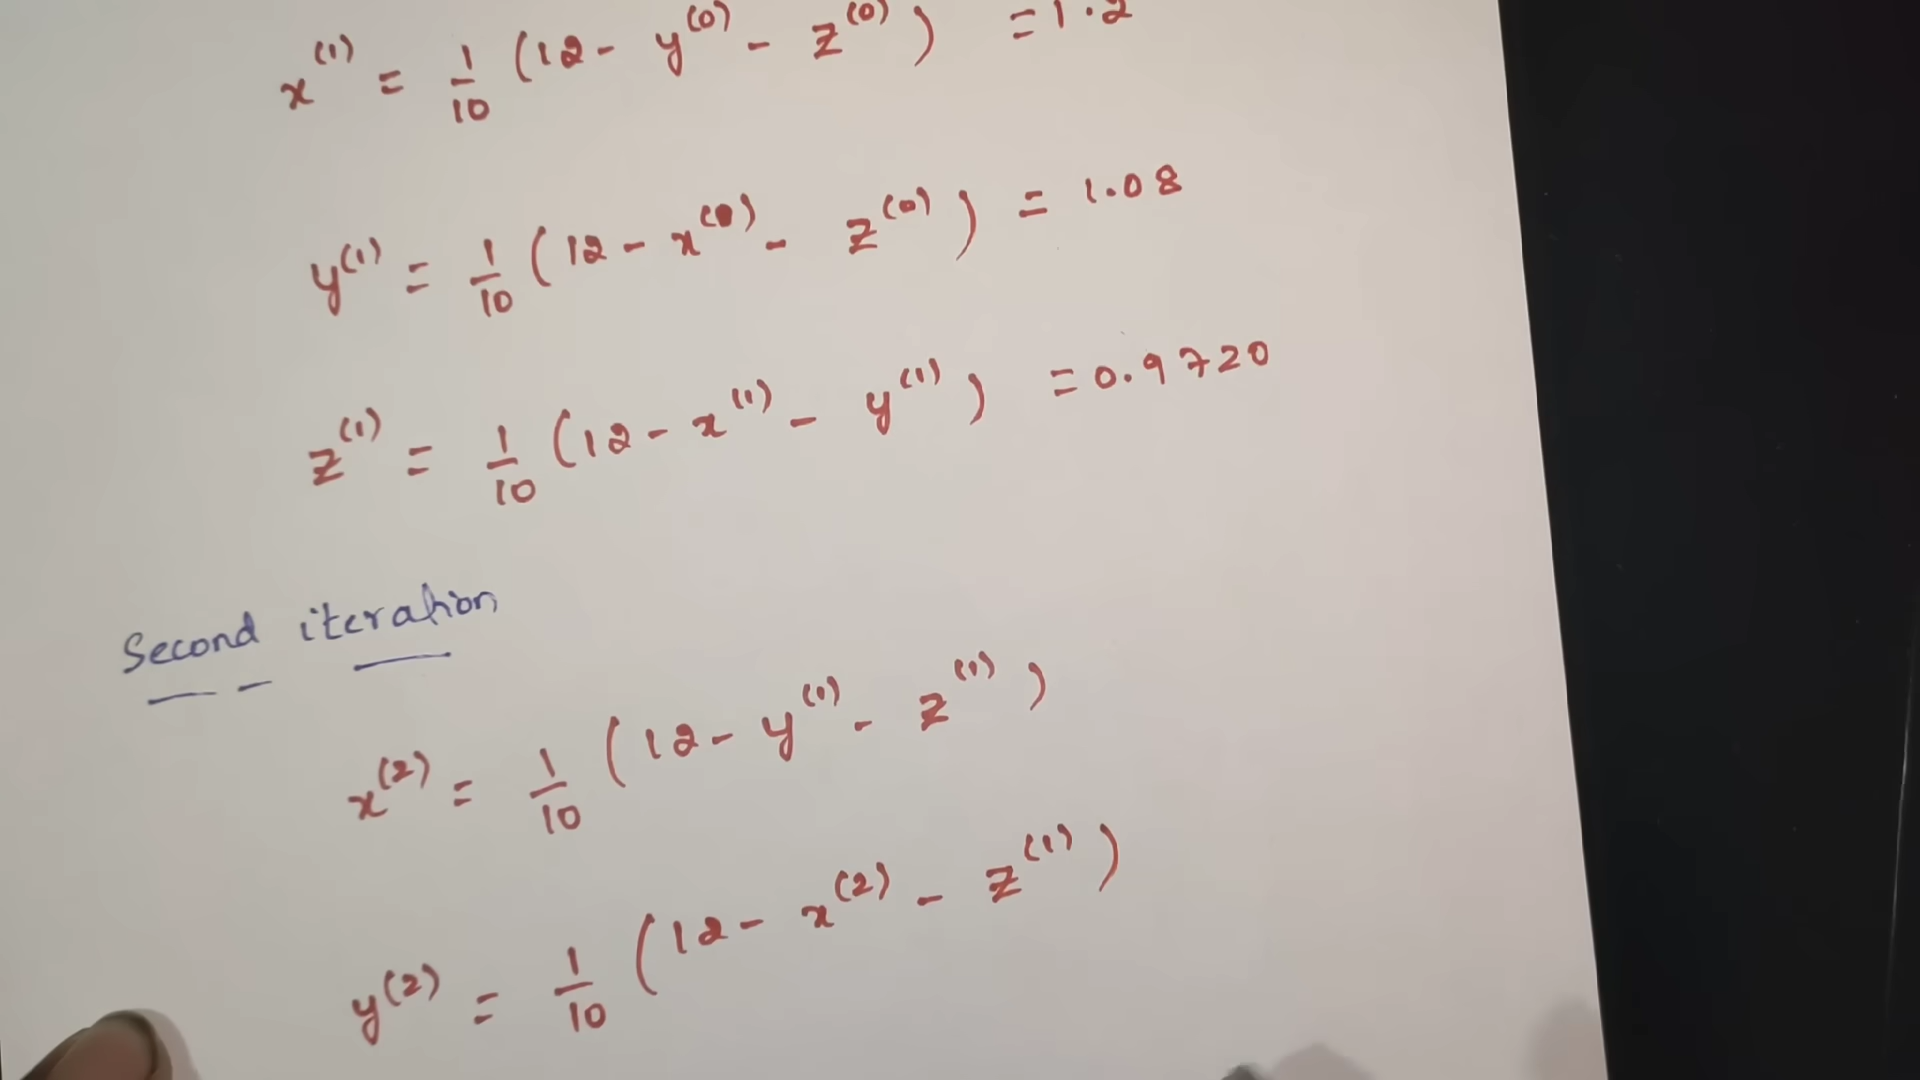 x^(1) = 1/10 (12 - y^(0) - z^(0)) = 1.2
y^(1) = 1/10 (12 - x^(0) - z^(0)) = 1.08
z^(1) = 1/10 (12 - x^(1) - y^(1)) = 0.9720
Second iteration
x^(2) = 1/10 (12 - y^(1) - z^(1))
y^(2) = 1/10 (12 - x^(2) - z^(1))